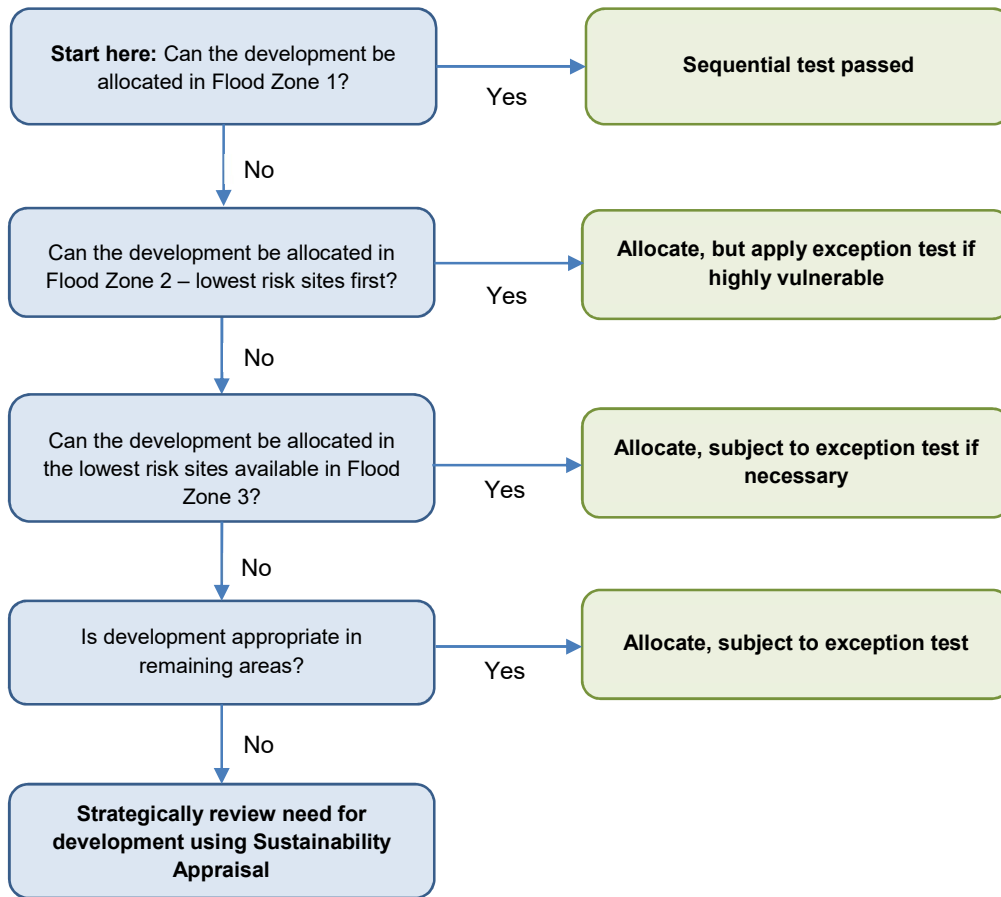 Start here: Can the development be
allocated in Flood Zone 1?
Yes
Sequential test passed
No
Can the development be allocated in
Flood Zone 2 – lowest risk sites first?
Yes
Allocate, but apply exception test if
highly vulnerable
No
Can the development be allocated in
the lowest risk sites available in Flood
Zone 3?
Yes
Allocate, subject to exception test if
necessary
No
Is development appropriate in
remaining areas?
Yes
Allocate, subject to exception test
No
Strategically review need for
development using Sustainability
Appraisal